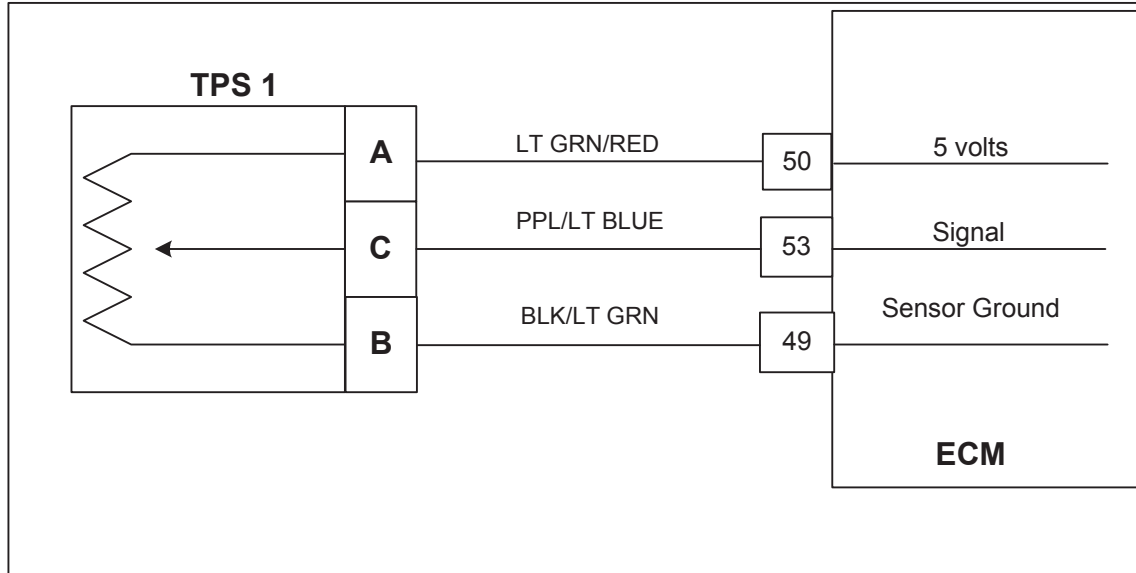 TPS 1
A
LT GRN/RED
50
5 volts
C
PPL/LT BLUE
53
Signal
B
BLK/LT GRN
49
Sensor Ground
ECM